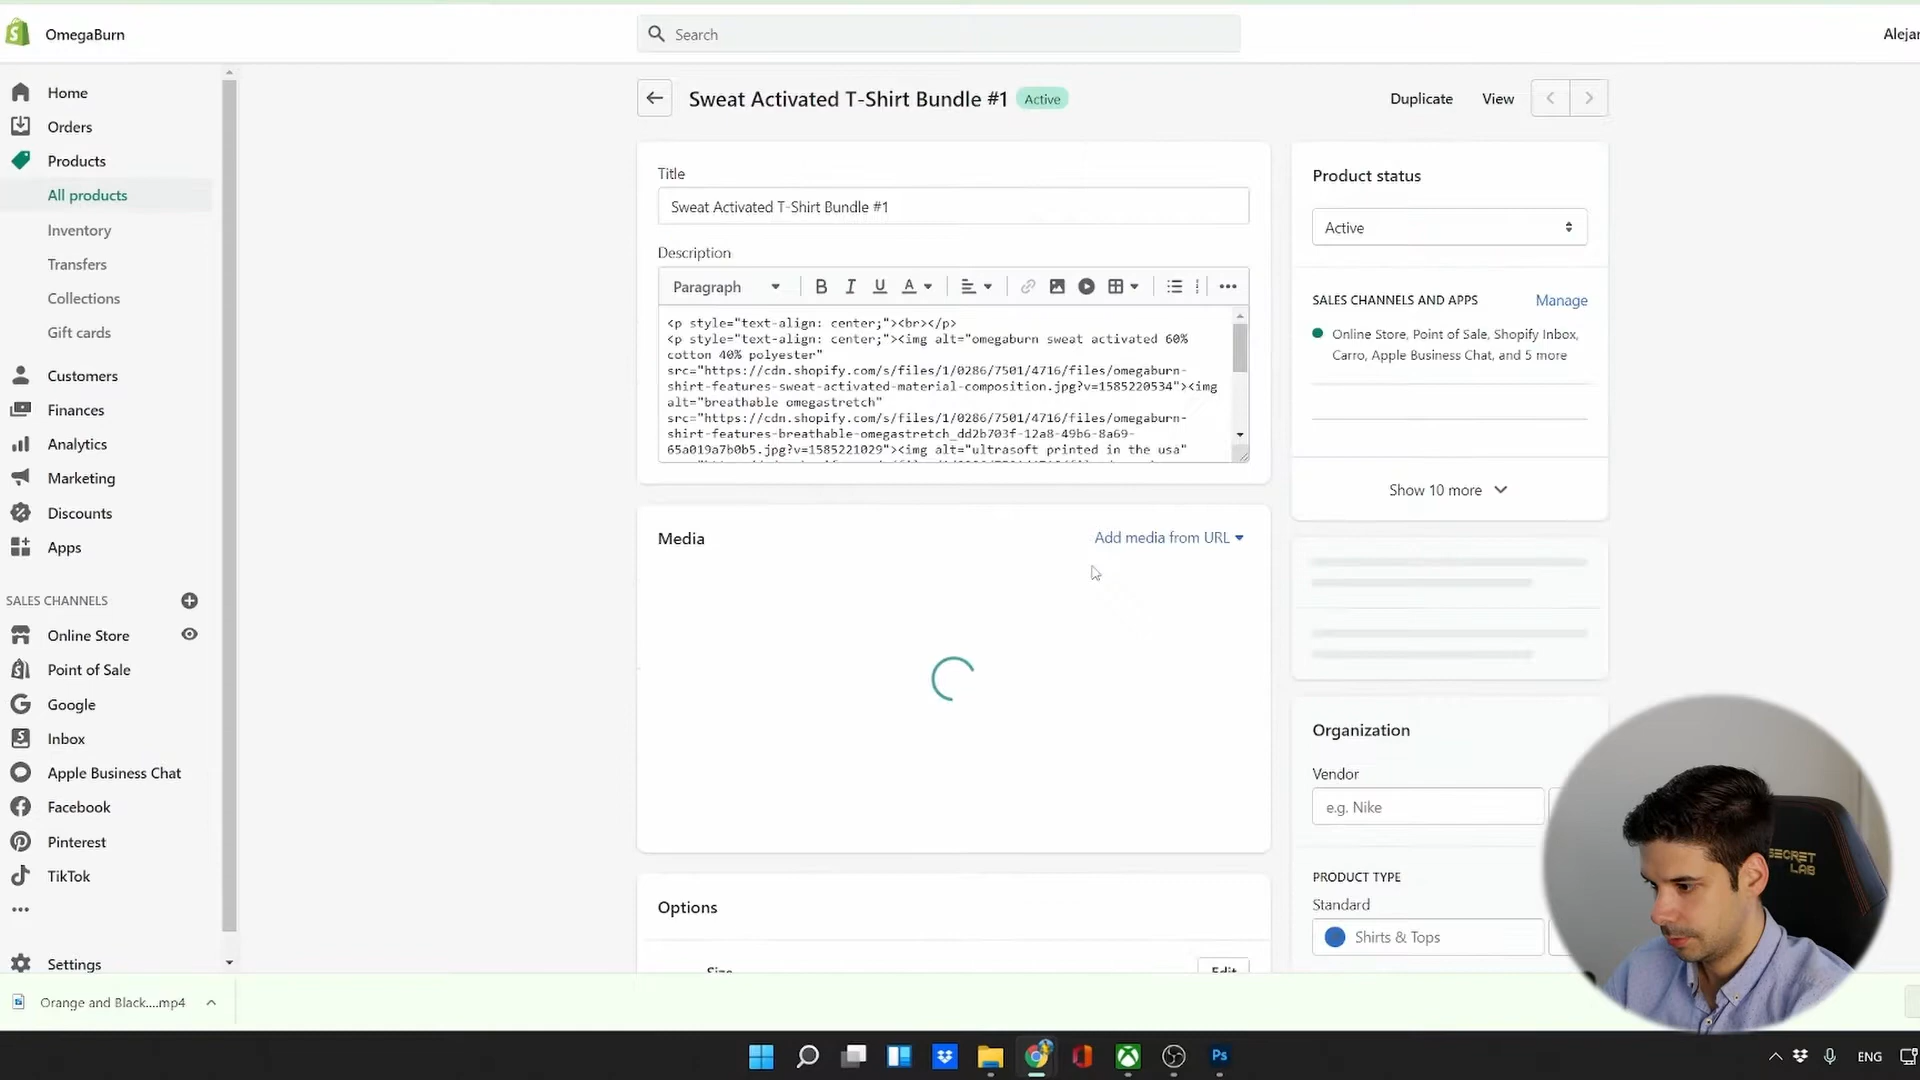 OmegaBurn
Search
Alejar
Home
Orders
Products
All products
Inventory
Transfers
Collections
Gift cards
Customers
Finances
Analytics
Marketing
Discounts
Apps
SALES CHANNELS
Online Store
Point of Sale
Google
Inbox
Apple Business Chat
Facebook
Pinterest
TikTok
Settings
Sweat Activated T-Shirt Bundle #1
Active
Duplicate
View
Title
Sweat Activated T-Shirt Bundle #1
Description
Paragraph
<p style="text-align: center;"><br></p>
<p style="text-align: center;"><img alt="omegaburn sweat activated 60%
cotton 40% polyester"
src="https://cdn.shopify.com/s/files/1/0286/7501/4716/files/omegaburn-
shirt-features-sweat-activated-material-composition.jpg?v=1585220534"><img
alt="breathable omegastretch"
src="https://cdn.shopify.com/s/files/1/0286/7501/4716/files/omegaburn-
shirt-features-breathable-omegastretch_dd2b703f-12a8-49b6-8a69-
65a019a7b0b5.jpg?v=1585221029"><img alt="ultrasoft printed in the usa"
Media
Add media from URL
Options
Size
Edit
Product status
Active
SALES CHANNELS AND APPS
Manage
Online Store, Point of Sale, Shopify Inbox,
Carro, Apple Business Chat, and 5 more
Show 10 more
Organization
Vendor
e.g. Nike
PRODUCT TYPE
Standard
Shirts & Tops
SECRET
LAB
Orange and Black....mp4
Ps
ENG